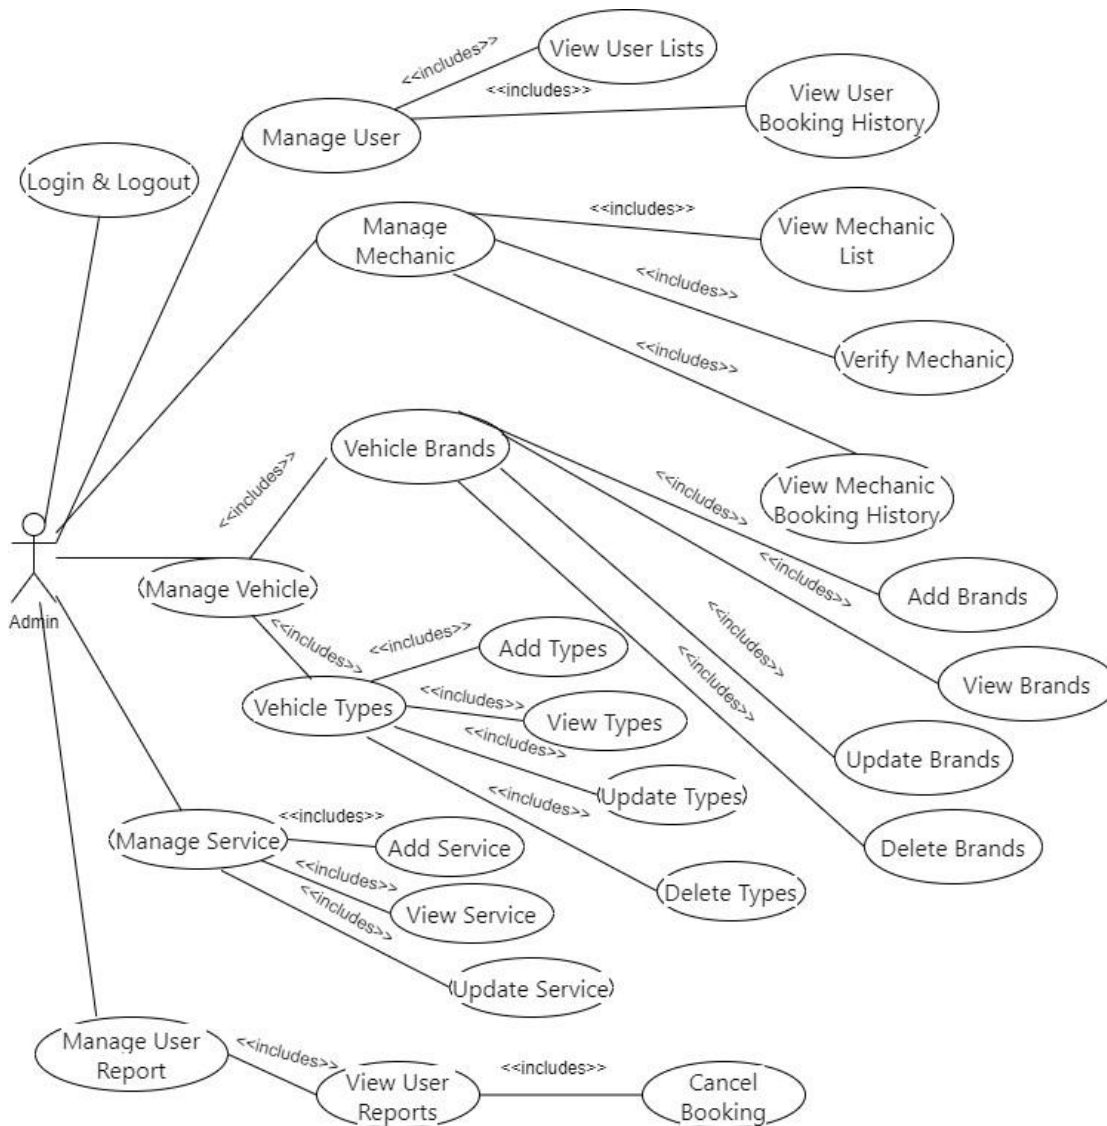 <<includes>>
View User Lists
<<includes>>
View User
Booking History
Manage User
Login & Logout
<<includes>>
Manage
Mechanic
View Mechanic
List
<<includes>>
Verify Mechanic
<<includes>>
Vehicle Brands
<<includes>>
<<includes>>
View Mechanic
Booking History
<<includes>>
Add Brands
Manage Vehicle
Admin
<<includes>>
<<includes>>
<<includes>>
<<includes>>
Add Types
View Brands
Vehicle Types
<<includes>>
View Types
<<includes>>
Update Brands
Update Types
<<includes>>
Manage Service
<<includes>>
Add Service
Delete Brands
<<includes>>
Delete Types
<<includes>>
View Service
Update Service
Manage User
Report
<<includes>>
View User
Reports
<<includes>>
Cancel
Booking